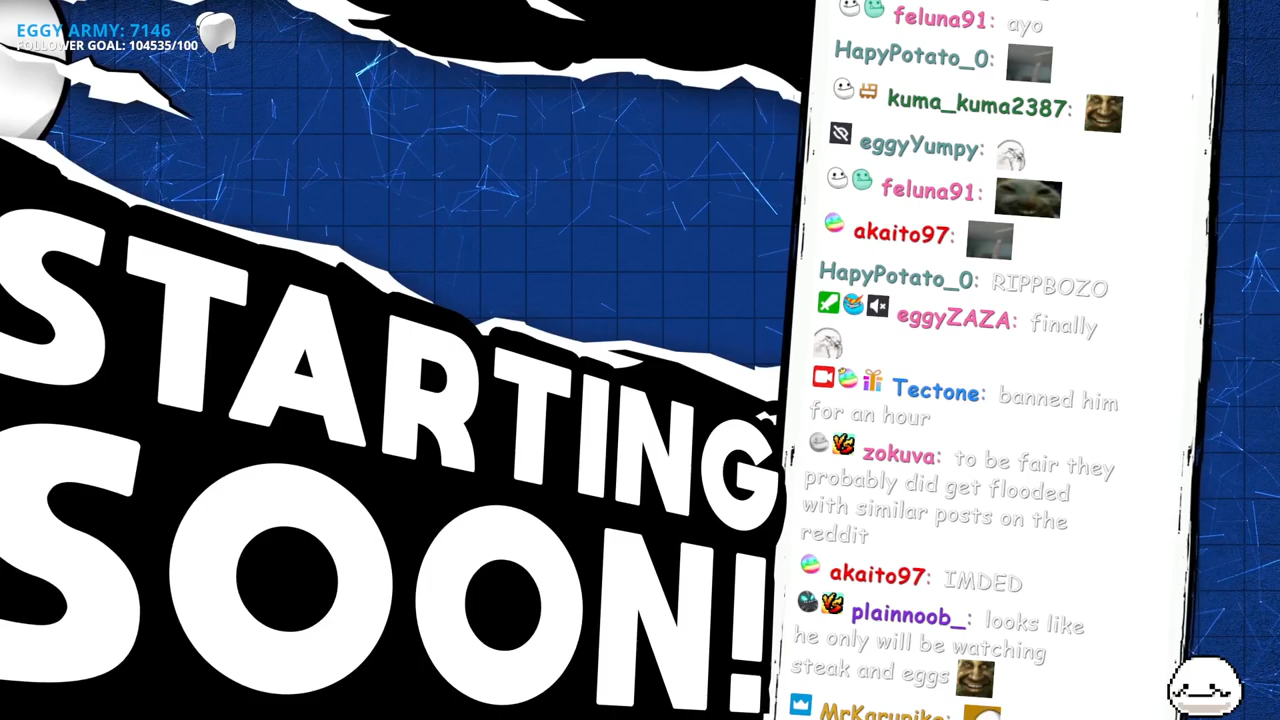 EGGY ARMY: 7146
FOLLOWER GOAL: 104535/100
STARTING
SOON!
feluna91: ayo
HapyPotato_0:
kuma_kuma2387:
eggyYumpy:
feluna91:
akaito97:
HapyPotato_0: RIPPBOZO
eggyZAZA: finally
Tectone: banned him
for an hour
zokuva: to be fair they
probably did get flooded
with similar posts on the
reddit
akaito97: IMDED
VS plainnoob_: looks like
he only will be watching
steak and eggs